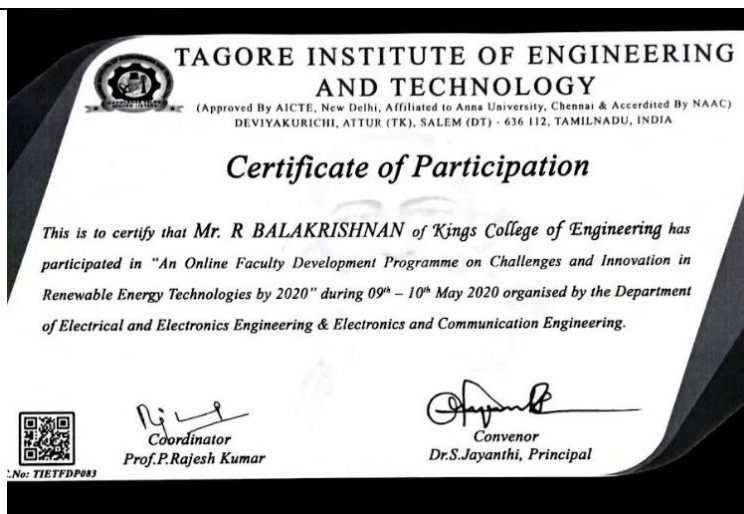 TAGORE INSTITUTE OF ENGINEERING
AND TECHNOLOGY
(Approved By AICTE, New Delhi, Affiliated to Anna University, Chennai & Accerdited By NAAC)
DEVIYAKURICHI, ATTUR (TK), SALEM (DT) - 636 112, TAMILNADU, INDIA
Certificate of Participation
This is to certify that Mr. R BALAKRISHNAN of Kings College of Engineering has
participated in "An Online Faculty Development Programme on Challenges and Innovation in
Renewable Energy Technologies by 2020" during 09th – 10th May 2020 organised by the Department
of Electrical and Electronics Engineering & Electronics and Communication Engineering.
Coordinator
Prof.P.Rajesh Kumar
Convenor
Dr.S.Jayanthi, Principal
.No: TIETFDP083